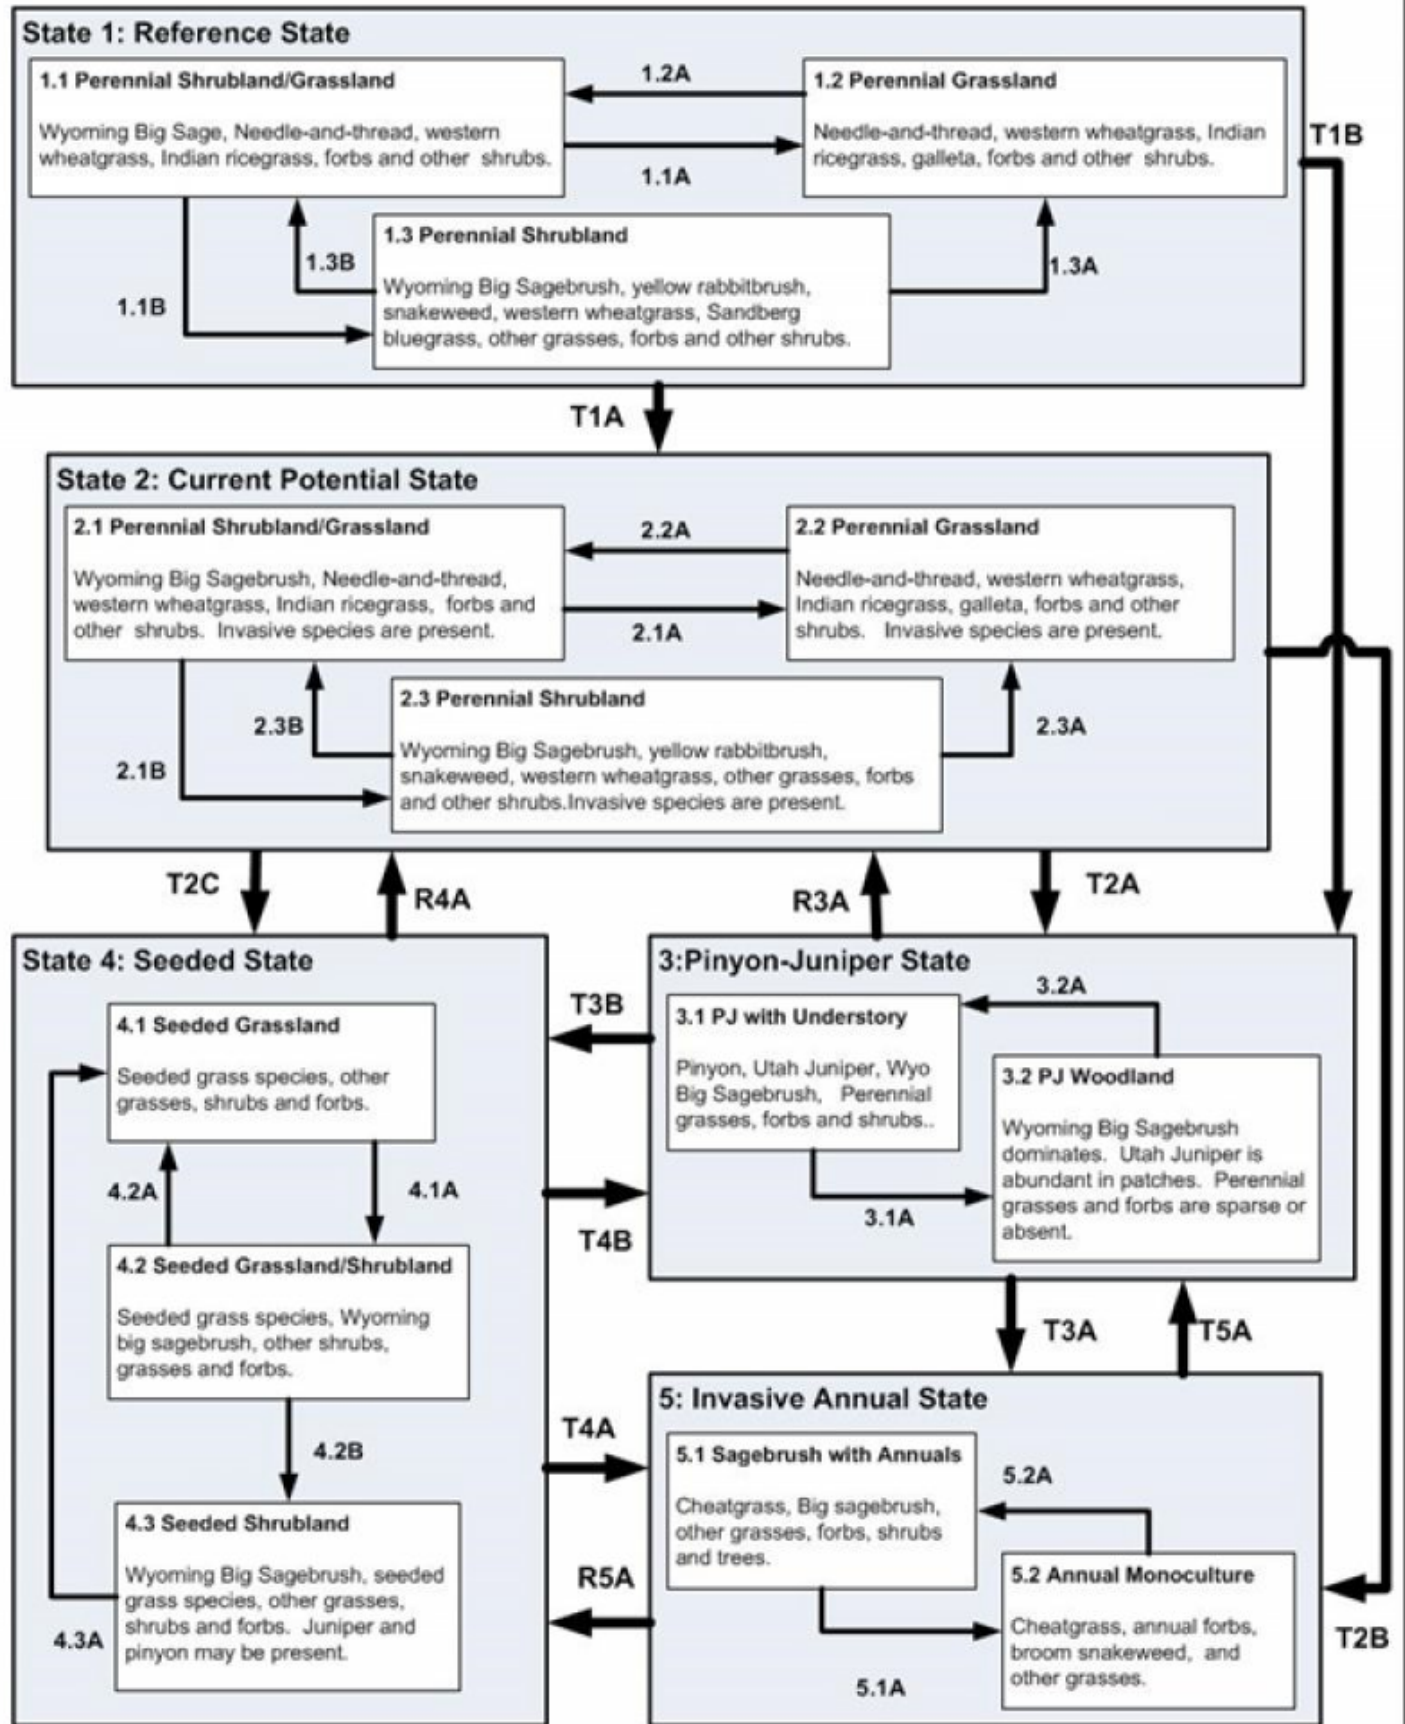 State 1: Reference State
1.1 Perennial Shrubland/Grassland
Wyoming Big Sage, Needle-and-thread, western
wheatgrass, Indian ricegrass, forbs and other shrubs.
1.2A
1.1A
1.2 Perennial Grassland
Needle-and-thread, western wheatgrass, Indian
ricegrass, galleta, forbs and other shrubs.
T1B
1.3 Perennial Shrubland
Wyoming Big Sagebrush, yellow rabbitbrush,
snakeweed, western wheatgrass, Sandberg
bluegrass, other grasses, forbs and other shrubs.
1.3B
1.3A
1.1B
T1A
State 2: Current Potential State
2.1 Perennial Shrubland/Grassland
Wyoming Big Sagebrush, Needle-and-thread,
western wheatgrass, Indian ricegrass, forbs and
other shrubs. Invasive species are present.
2.2A
2.1A
2.2 Perennial Grassland
Needle-and-thread, western wheatgrass,
Indian ricegrass, galleta, forbs and other
shrubs. Invasive species are present.
2.3 Perennial Shrubland
Wyoming Big Sagebrush, yellow rabbitbrush,
snakeweed, western wheatgrass, other grasses, forbs
and other shrubs.Invasive species are present.
2.3B
2.3A
2.1B
T2C
R4A
R3A
T2A
State 4: Seeded State
4.1 Seeded Grassland
Seeded grass species, other
grasses, shrubs and forbs.
4.2A
4.1A
4.2 Seeded Grassland/Shrubland
Seeded grass species, Wyoming
big sagebrush, other shrubs,
grasses and forbs.
4.2B
4.3 Seeded Shrubland
Wyoming Big Sagebrush, seeded
grass species, other grasses,
shrubs and forbs. Juniper and
pinyon may be present.
4.3A
T3B
T4B
T4A
R5A
3:Pinyon-Juniper State
3.1 PJ with Understory
Pinyon, Utah Juniper, Wyo
Big Sagebrush, Perennial
grasses, forbs and shrubs..
3.2A
3.1A
3.2 PJ Woodland
Wyoming Big Sagebrush
dominates. Utah Juniper is
abundant in patches. Perennial
grasses and forbs are sparse or
absent.
T3A
T5A
5: Invasive Annual State
5.1 Sagebrush with Annuals
Cheatgrass, Big sagebrush,
other grasses, forbs, shrubs
and trees.
5.2A
5.1A
5.2 Annual Monoculture
Cheatgrass, annual forbs,
broom snakeweed, and
other grasses.
T2B